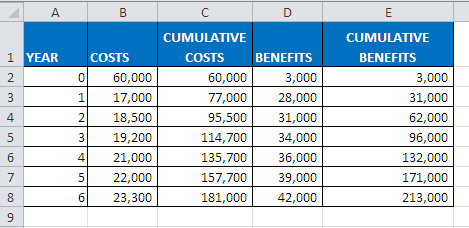 A B C D E
CUMULATIVE CUMULATIVE
1 YEAR COSTS COSTS BENEFITS BENEFITS
2 0 60,000 60,000 3,000 3,000
3 1 17,000 77,000 28,000 31,000
4 2 18,500 95,500 31,000 62,000
5 3 19,200 114,700 34,000 96,000
6 4 21,000 135,700 36,000 132,000
7 5 22,000 157,700 39,000 171,000
8 6 23,300 181,000 42,000 213,000
9